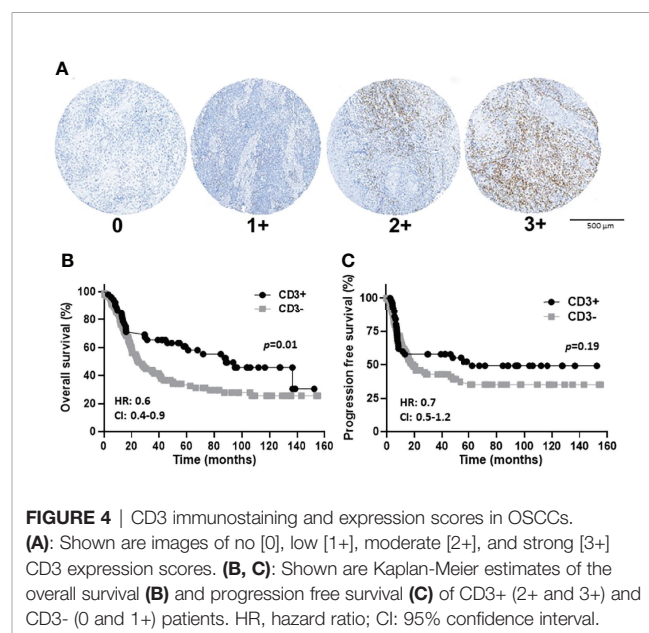 A
0 1+ 2+ 3+
500 µm
B
Overall survival (%)
100
80
60
40
20
0
CD3+
CD3-
p=0.01
HR: 0.6
CI: 0.4-0.9
0 20 40 60 80 100 120 140 160
Time (months)
C
Progression free survival (%)
100
75
50
25
0
CD3+
CD3-
p=0.19
HR: 0.7
CI: 0.5-1.2
0 20 40 60 80 100 120 140 160
Time (months)
FIGURE 4 | CD3 immunostaining and expression scores in OSCCs.
(A): Shown are images of no [0], low [1+], moderate [2+], and strong [3+]
CD3 expression scores. (B, C): Shown are Kaplan-Meier estimates of the
overall survival (B) and progression free survival (C) of CD3+ (2+ and 3+) and
CD3- (0 and 1+) patients. HR, hazard ratio; CI: 95% confidence interval.